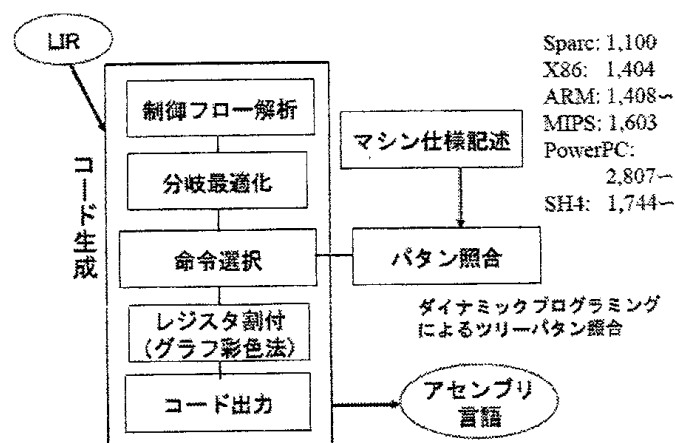 LIR
コード生成
制御フロー解析
分岐最適化
命令選択
レジスタ割付
(グラフ彩色法)
コード出力
マシン仕様記述
パタン照合
ダイナミックプログラミング
によるツリーパタン照合
アセンブリ
言語
Sparc: 1,100
X86: 1,404
ARM: 1,408~
MIPS: 1,603
PowerPC:
2,807~
SH4: 1,744~